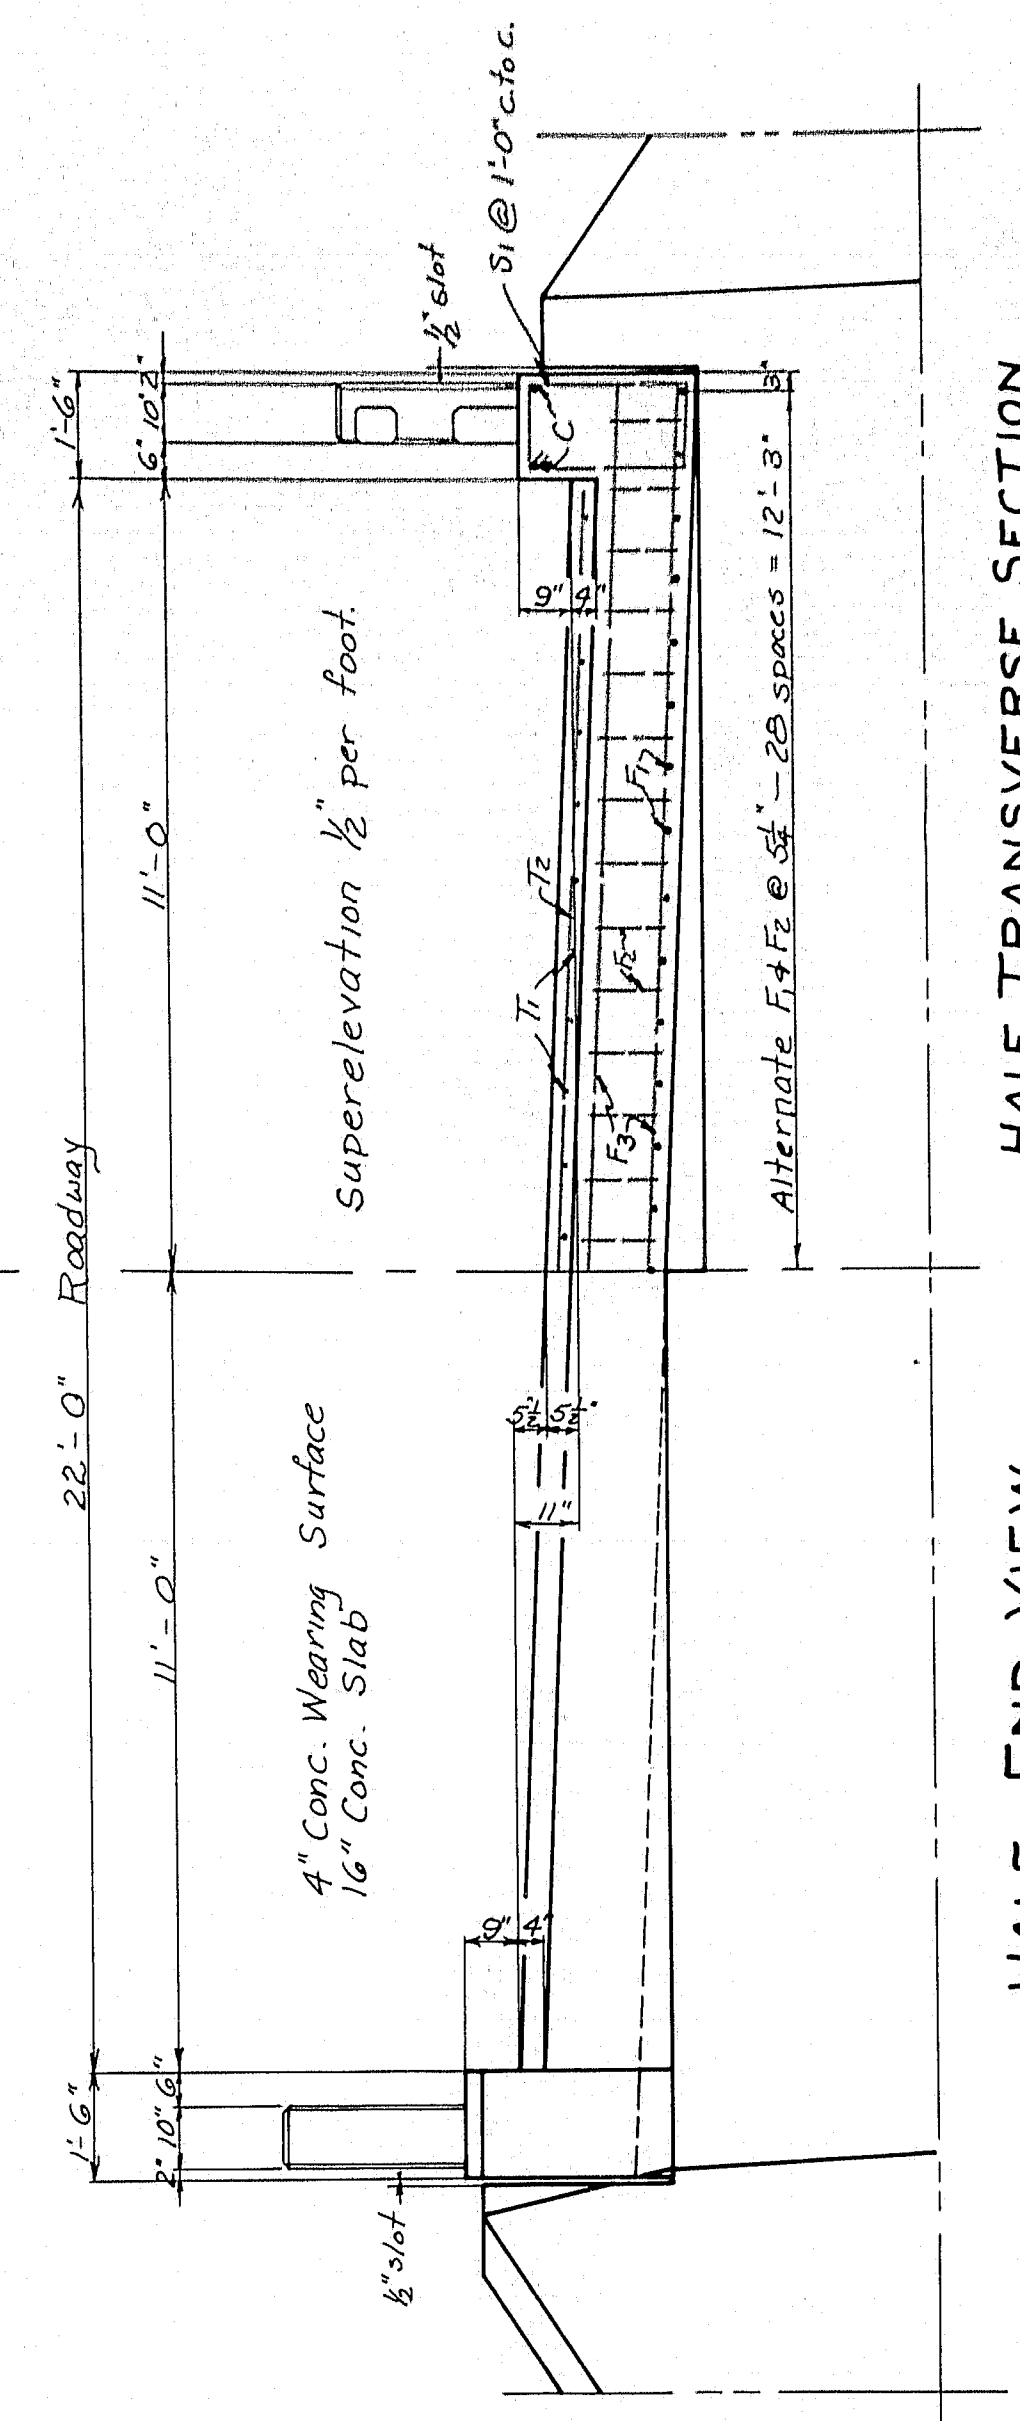 22'-0" Roadway
1'-6"
1'-6"
2" 10" 6"
11'-0"
11'-0"
6" 10" 2"
½" slot
½" slot
S1 @ 1'-0" c. to c.
4" Conc. Wearing Surface
16" Conc. Slab
Superelevation ½" per foot.
9" 4"
11"
5½" 5½"
9" 4"
C
T1
T2
F3
F2
F1
3"
Alternate F1 & F2 @ 5¼" - 28 spaces = 12'-3"
HALF END VIEW
HALF TRANSVERSE SECTION